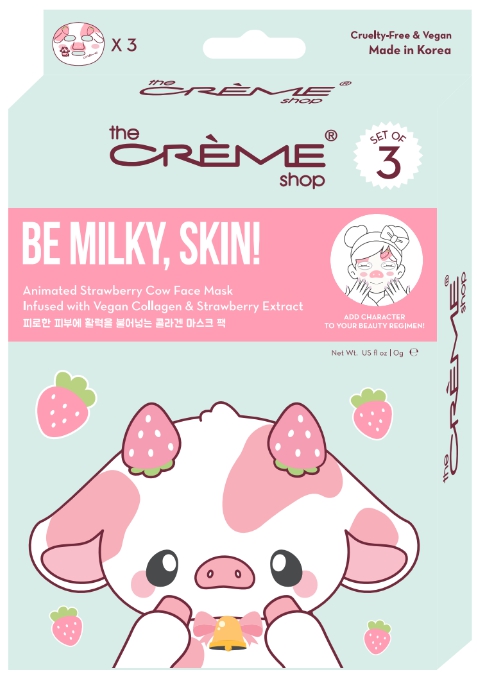 X 3
Cruelty-Free & Vegan
Made in Korea
the CRÈME shop ®
the CRÈME shop ®
SET OF
3
BE MILKY, SKIN!
Animated Strawberry Cow Face Mask
Infused with Vegan Collagen & Strawberry Extract
피로한 피부에 활력을 불어넣는 콜라겐 마스크 팩
ADD CHARACTER
TO YOUR BEAUTY REGIMEN!
Net Wt. US fl oz | 0g ℮
the CRÈME shop ®